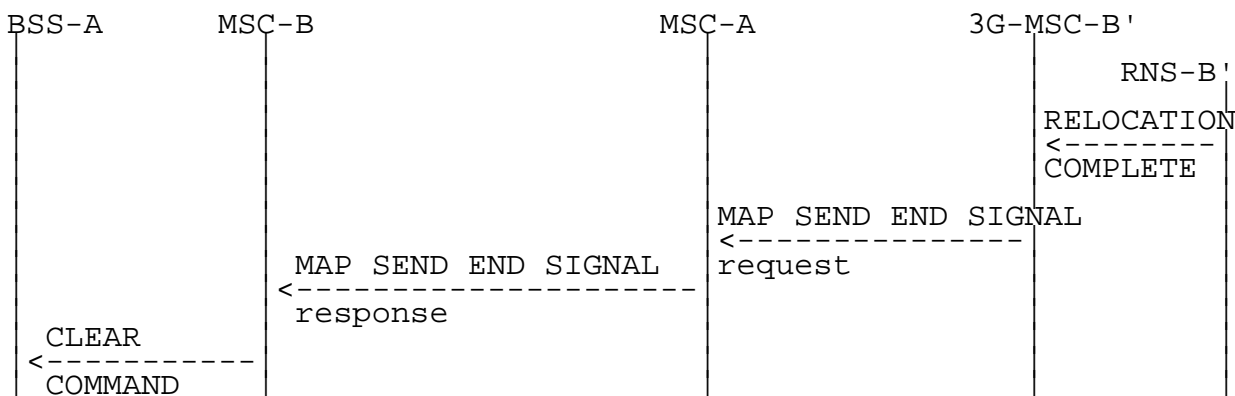 BSS-A MSC-B MSC-A 3G-MSC-B'
RNS-B'
RELOCATION
COMPLETE
MAP SEND END SIGNAL
request
MAP SEND END SIGNAL
response
CLEAR
COMMAND